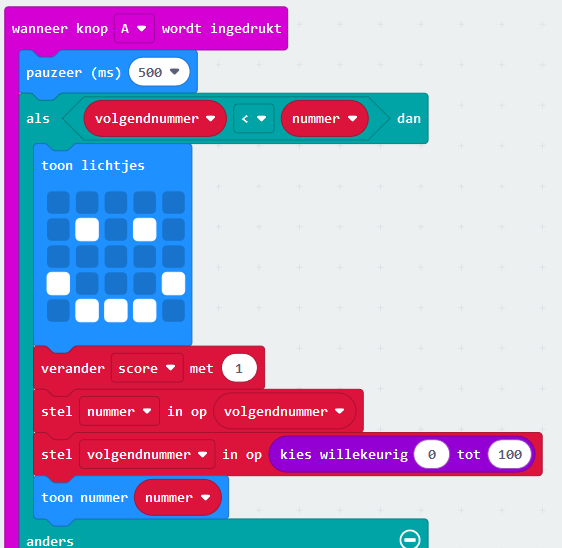 wanneer knop A wordt ingedrukt
pauzeer (ms) 500
als volgendnummer < nummer dan
toon lichtjes
verander score met 1
stel nummer in op volgendnummer
stel volgendnummer in op kies willekeurig 0 tot 100
toon nummer nummer
anders